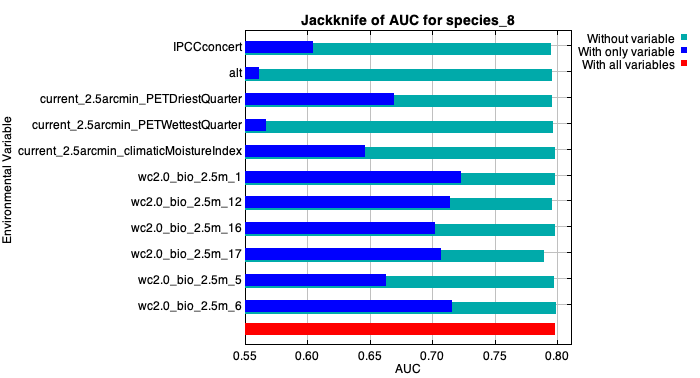 Jackknife of AUC for species_8
Without variable
With only variable
With all variables
Environmental Variable
IPCCconcert
alt
current_2.5arcmin_PETDriestQuarter
current_2.5arcmin_PETWettestQuarter
current_2.5arcmin_climaticMoistureIndex
wc2.0_bio_2.5m_1
wc2.0_bio_2.5m_12
wc2.0_bio_2.5m_16
wc2.0_bio_2.5m_17
wc2.0_bio_2.5m_5
wc2.0_bio_2.5m_6
0.55 0.60 0.65 0.70 0.75 0.80
AUC